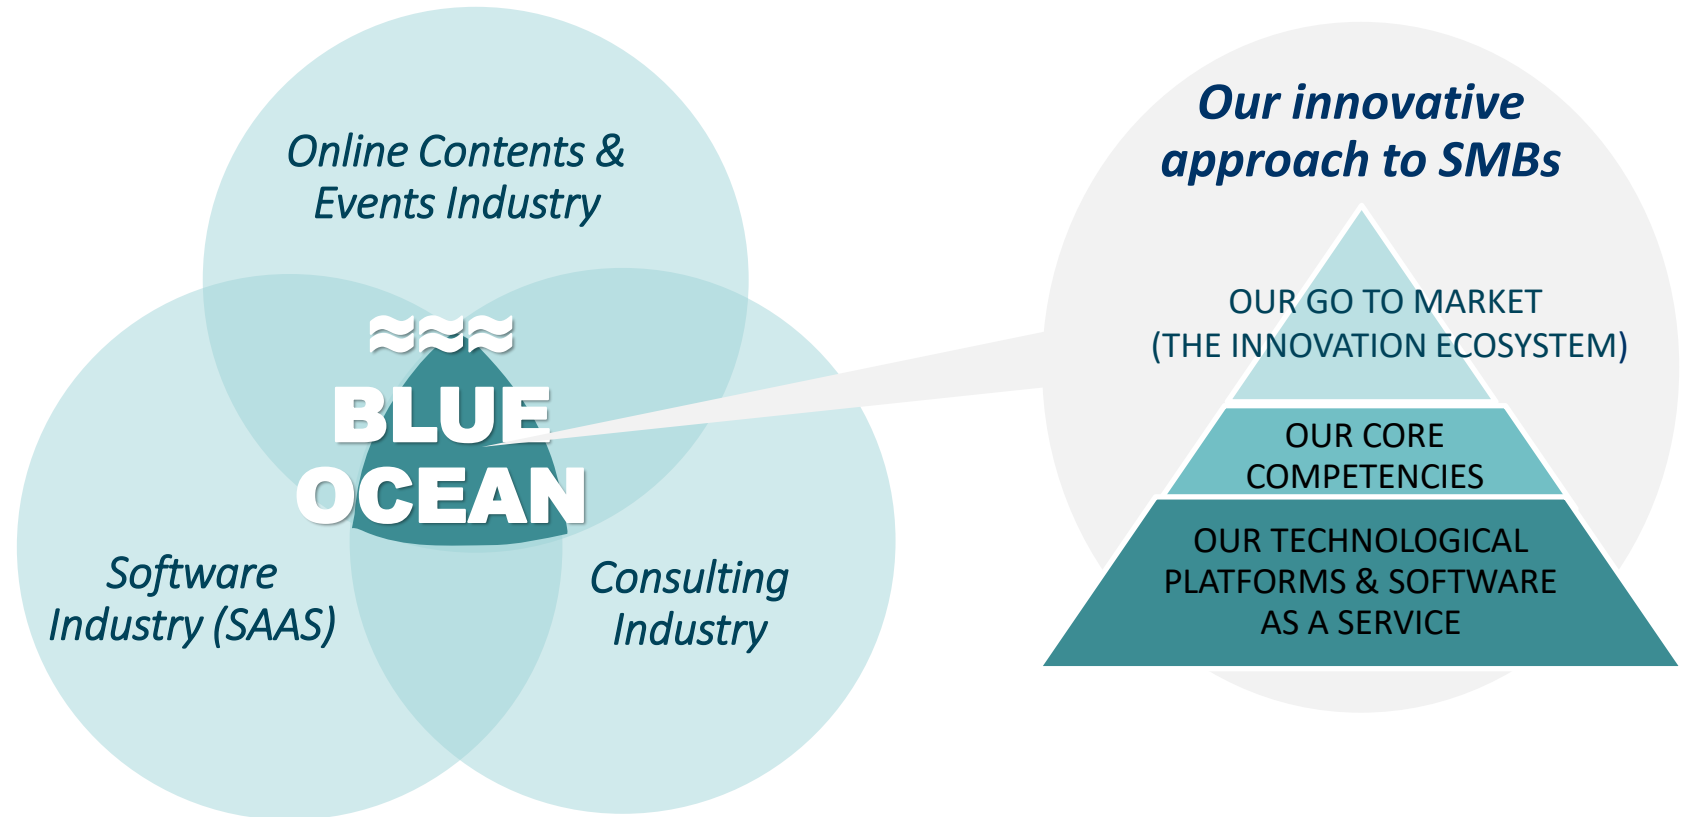 Online Contents &
Events Industry
BLUE
OCEAN
Software
Industry (SAAS)
Consulting
Industry
Our innovative
approach to SMBs
OUR GO TO MARKET
(THE INNOVATION ECOSYSTEM)
OUR CORE
COMPETENCIES
OUR TECHNOLOGICAL
PLATFORMS & SOFTWARE
AS A SERVICE